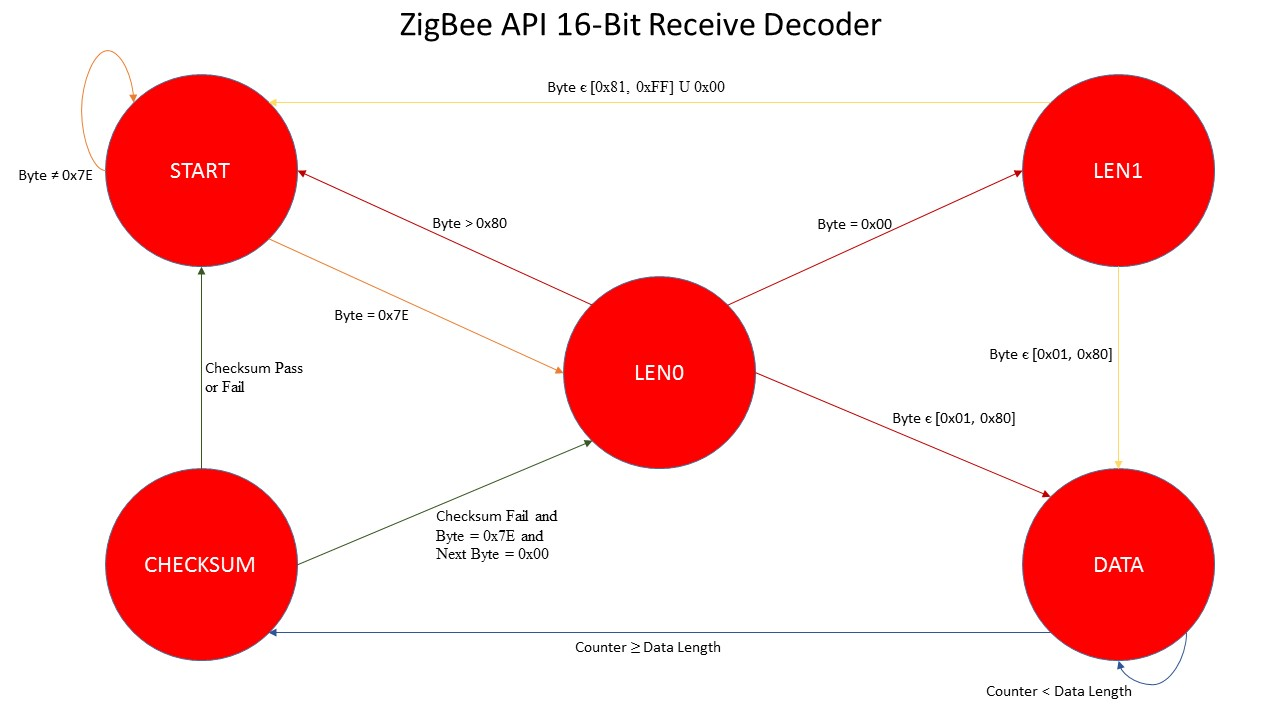 ZigBee API 16-Bit Receive Decoder
Byte ϵ [0x81, 0xFF] U 0x00
START
LEN1
Byte ≠ 0x7E
Byte > 0x80
Byte = 0x00
Byte = 0x7E
Byte ϵ [0x01, 0x80]
Checksum Pass
or Fail
LEN0
Byte ϵ [0x01, 0x80]
Checksum Fail and
Byte = 0x7E and
Next Byte = 0x00
CHECKSUM
DATA
Counter ≥ Data Length
Counter < Data Length